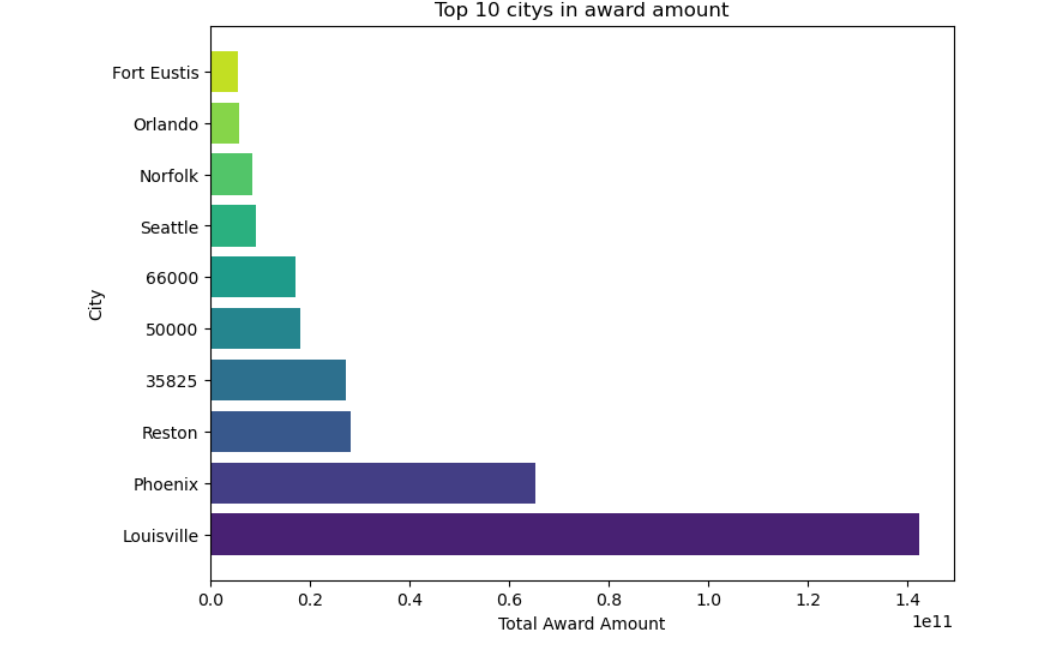 Top 10 citys in award amount
Fort Eustis
Orlando
Norfolk
Seattle
66000
50000
35825
Reston
Phoenix
Louisville
City
0.0 0.2 0.4 0.6 0.8 1.0 1.2 1.4
1e11
Total Award Amount